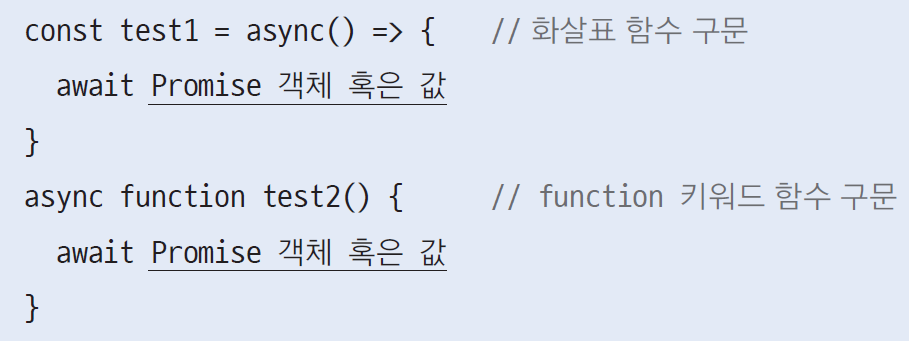 const test1 = async() => { // 화살표 함수 구문
await Promise 객체 혹은 값
}
async function test2() { // function 키워드 함수 구문
await Promise 객체 혹은 값
}